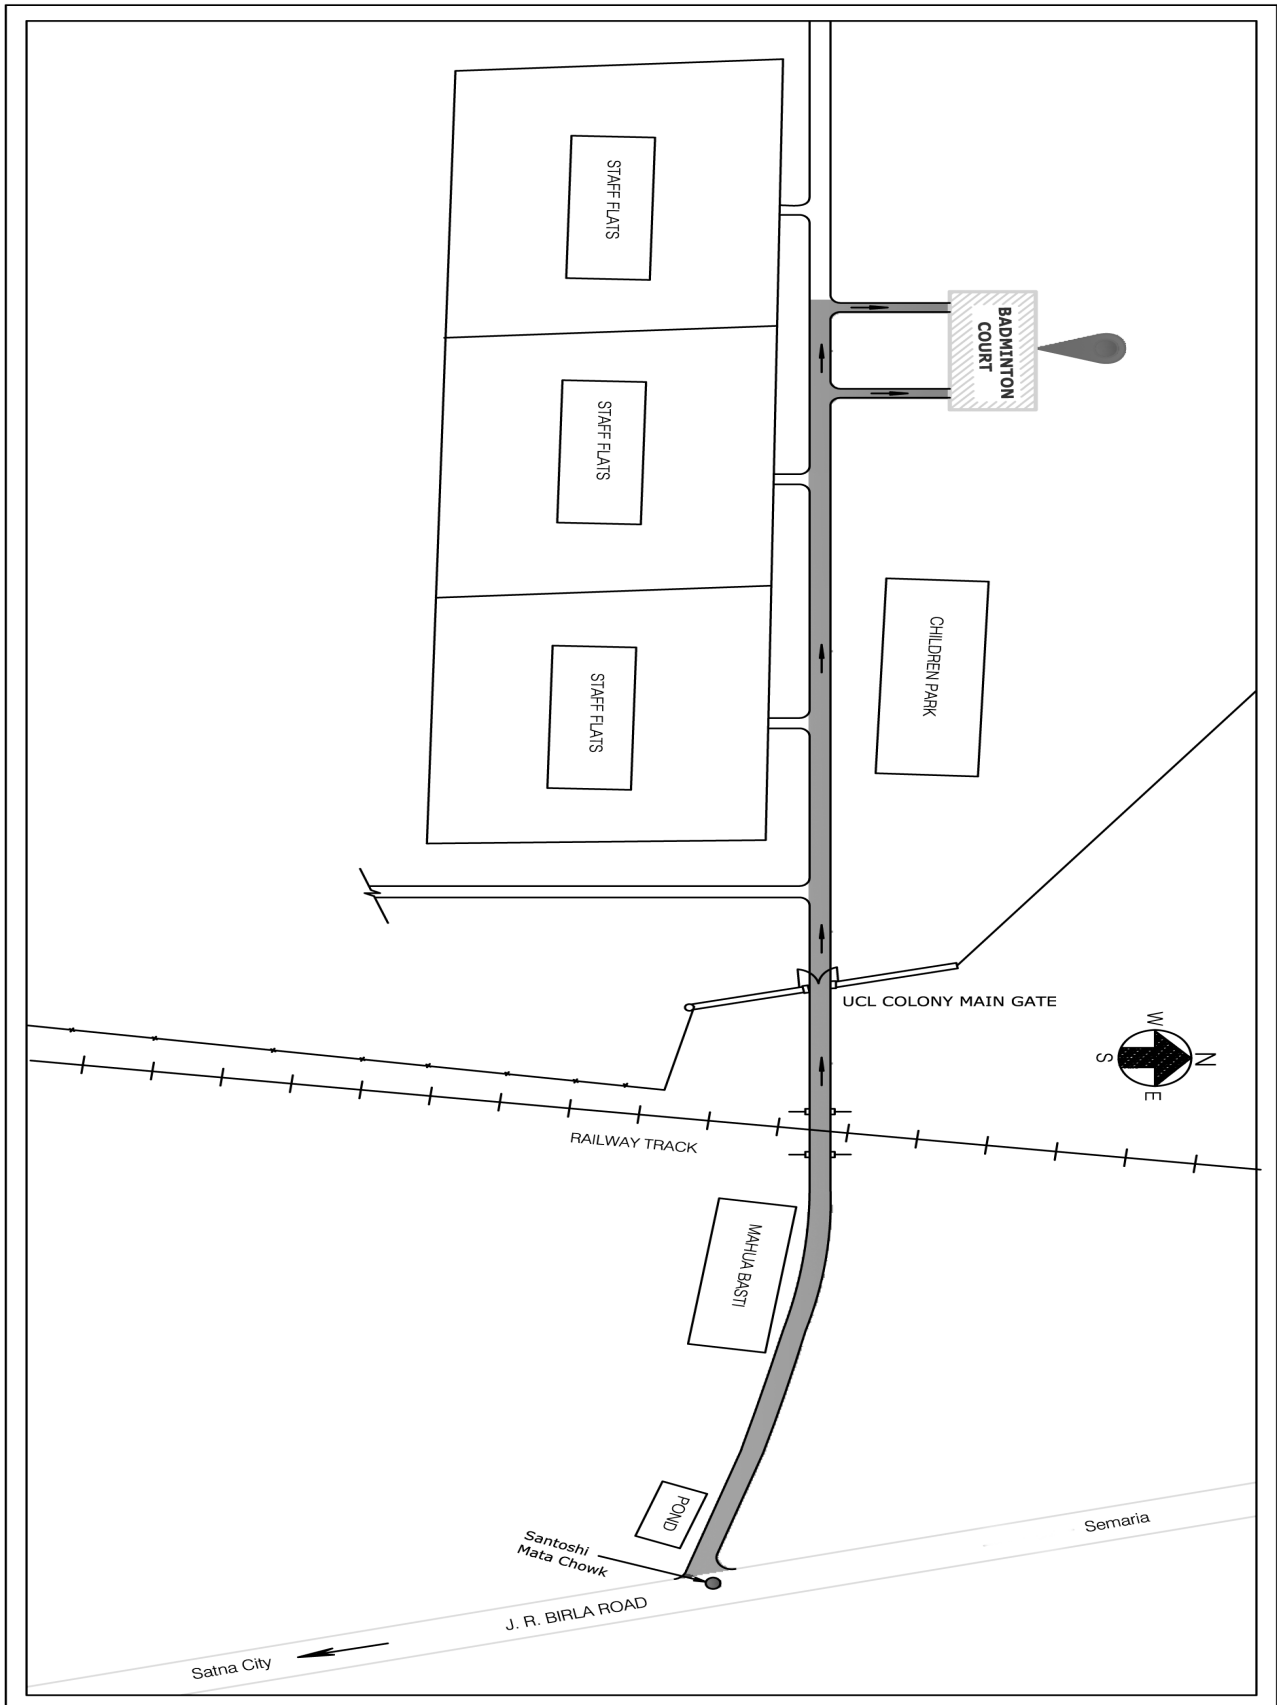 STAFF FLATS
BADMINTON
COURT
STAFF FLATS
CHILDREN PARK
STAFF FLATS
UCL COLONY MAIN GATE
W
N
S
E
RAILWAY TRACK
MAHUA BASTI
POND
Semaria
Santoshi
Mata Chowk
J. R. BIRLA ROAD
Satna City